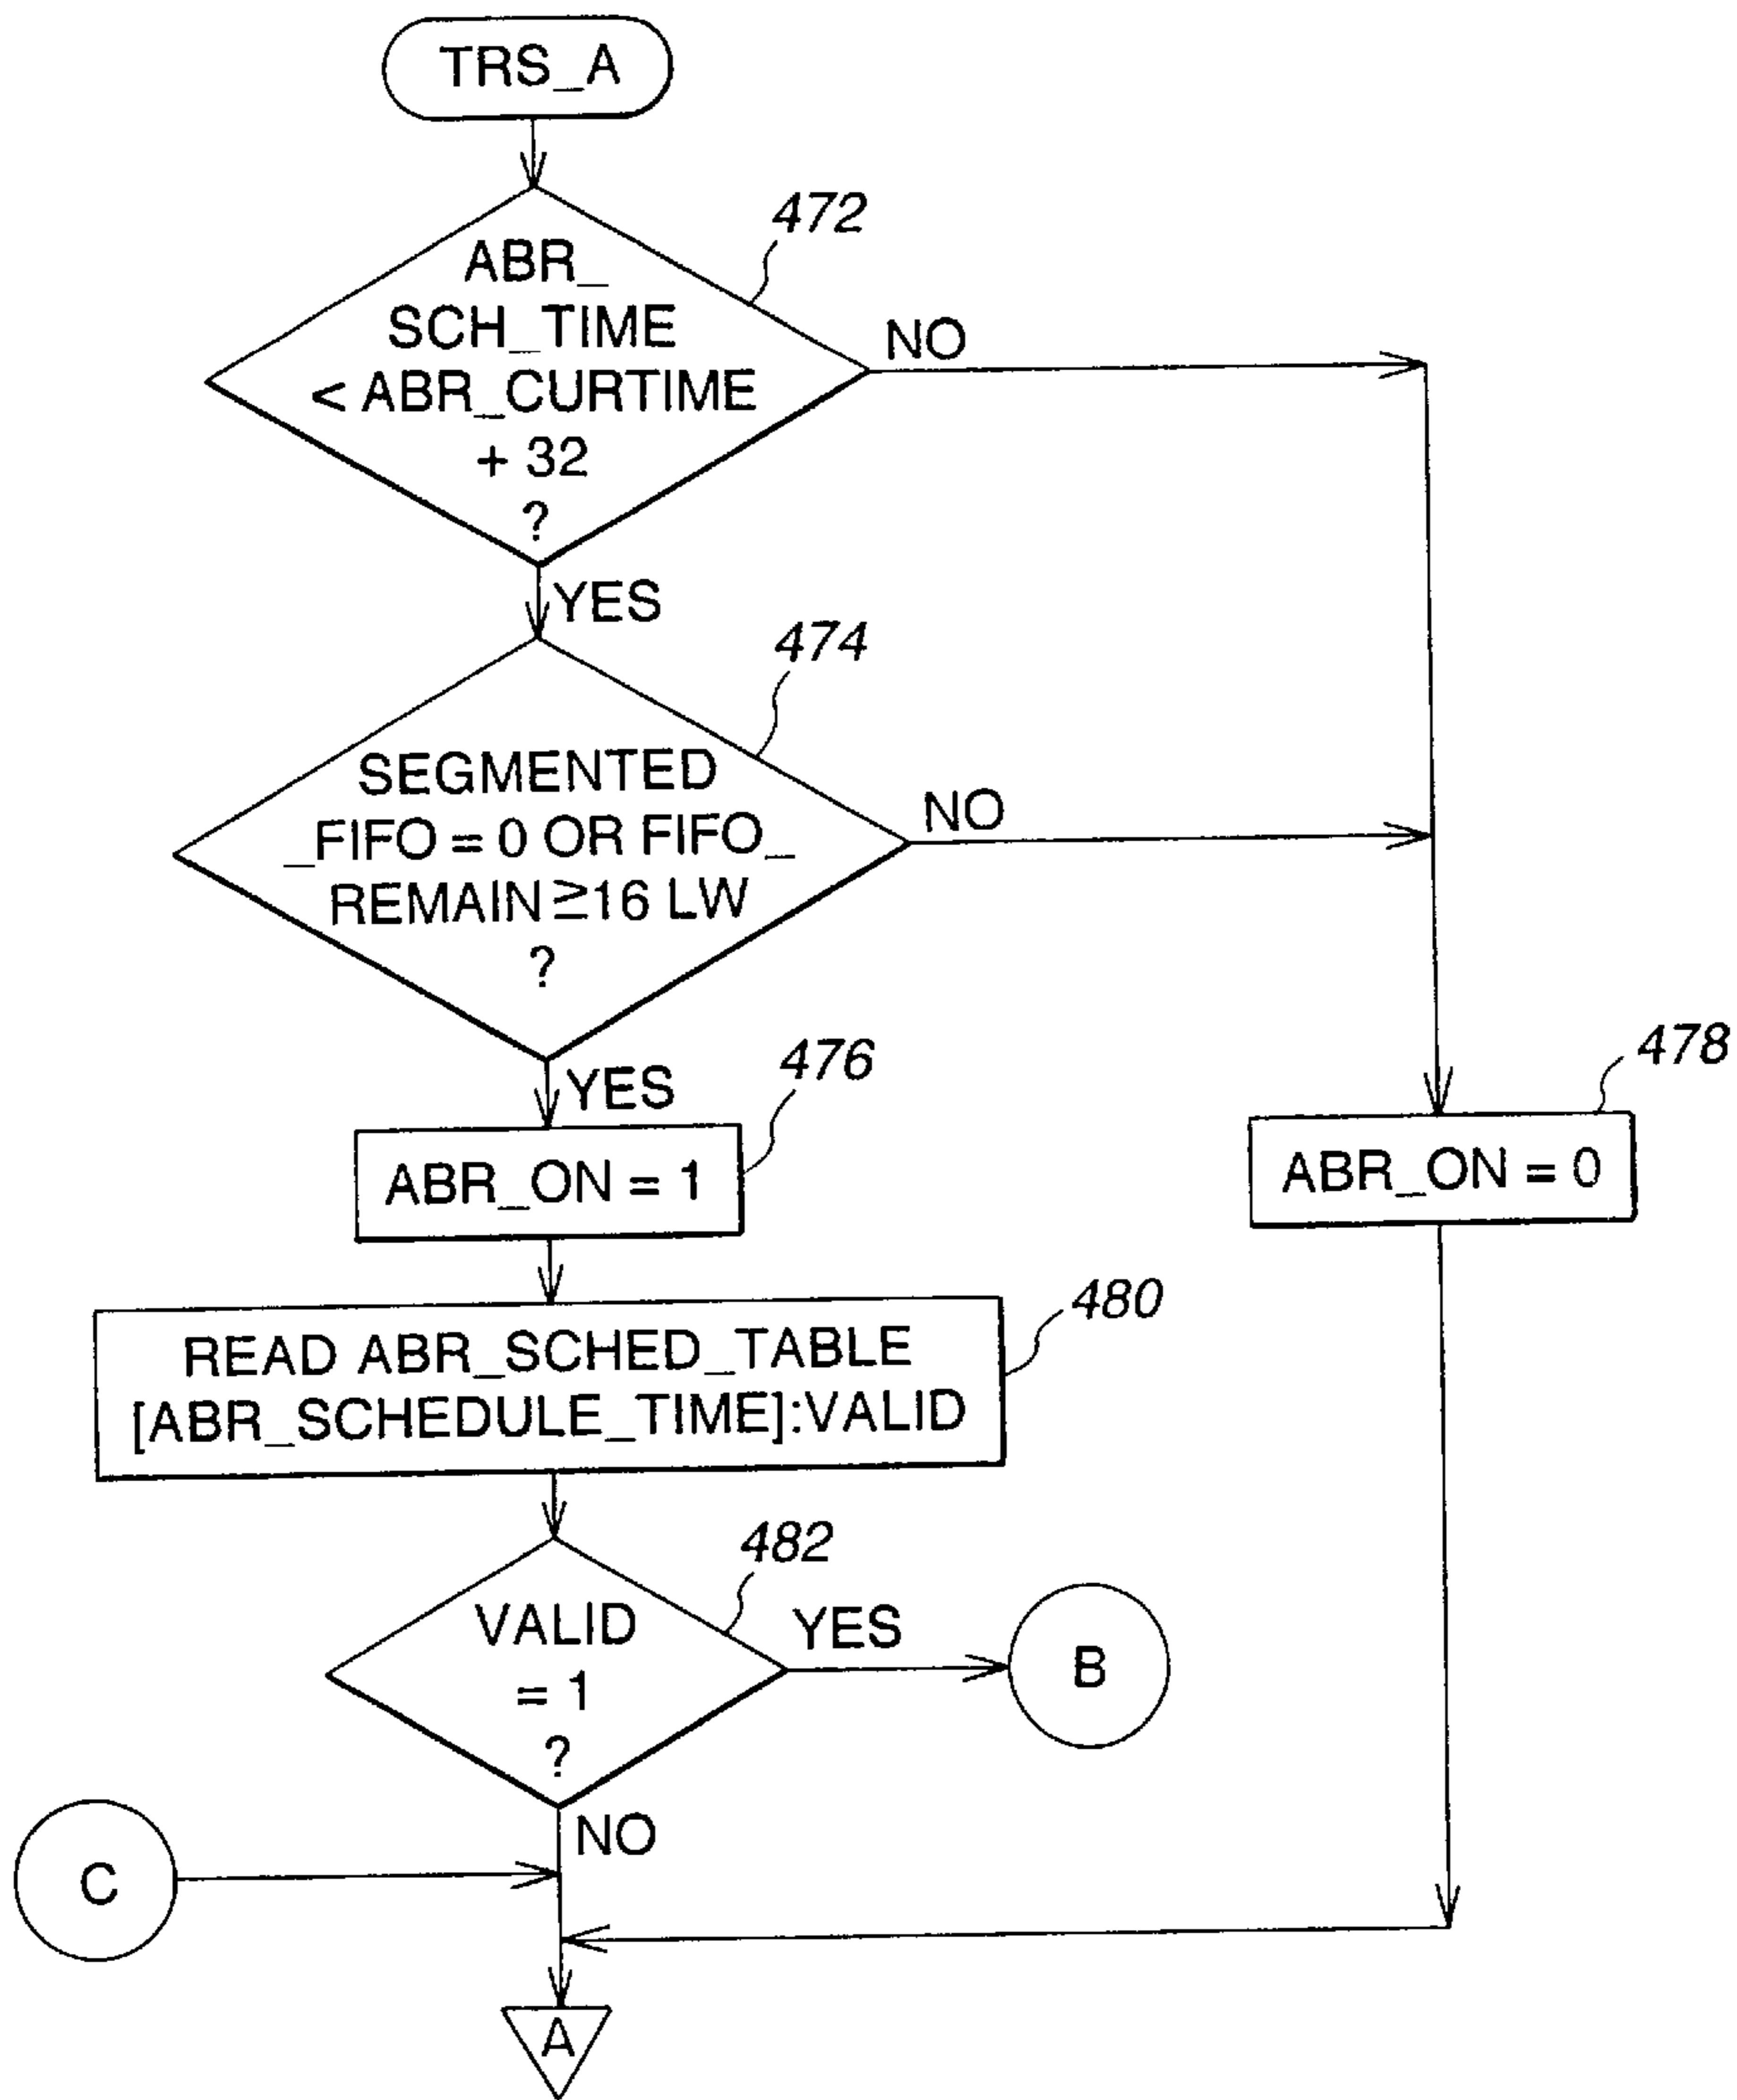 TRS_A
472
ABR_
SCH_TIME
< ABR_CURTIME
+ 32
?
NO
YES
474
SEGMENTED
_FIFO = 0 OR FIFO_
REMAIN ≥16 LW
?
NO
YES
476
478
ABR_ON = 1
ABR_ON = 0
480
READ ABR_SCHED_TABLE
[ABR_SCHEDULE_TIME]:VALID
482
VALID
= 1
?
YES
B
NO
C
A